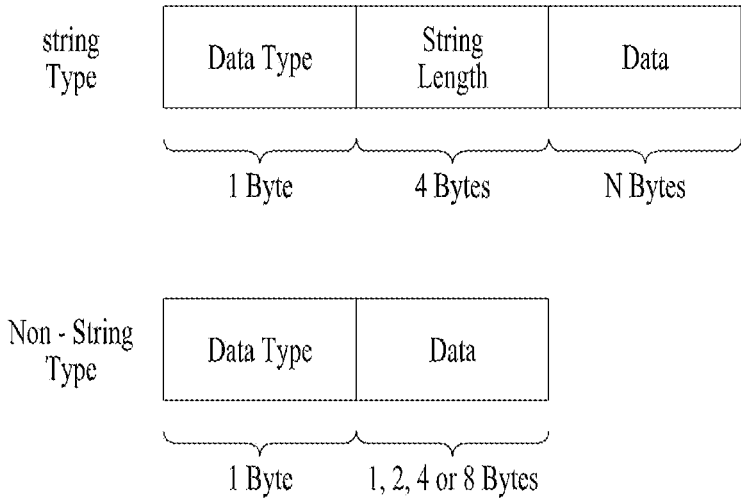 string
Type
Data Type
String
Length
Data
1 Byte
4 Bytes
N Bytes
Non - String
Type
Data Type
Data
1 Byte
1, 2, 4 or 8 Bytes